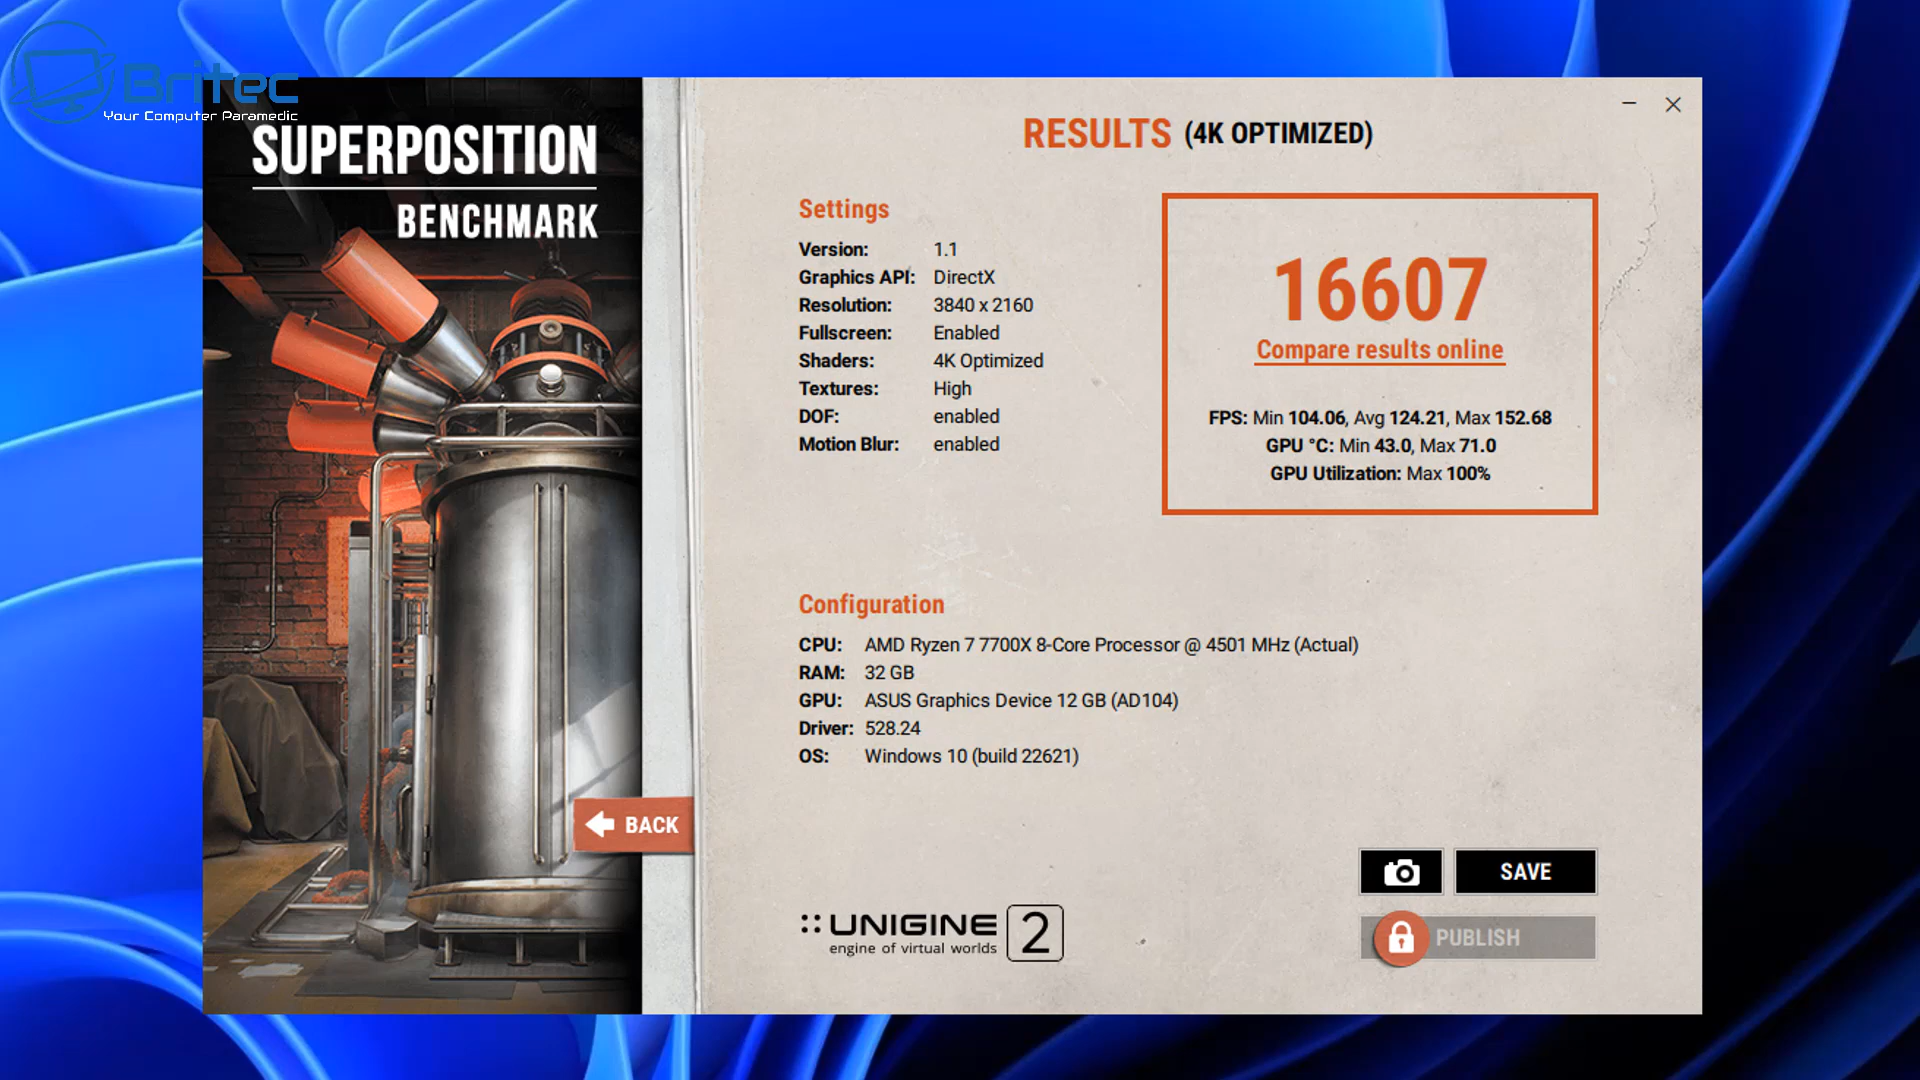 Britec
Your Computer Paramedic
SUPERPOSITION
BENCHMARK
RESULTS (4K OPTIMIZED)
Settings
Version: 1.1
Graphics API: DirectX
Resolution: 3840 x 2160
Fullscreen: Enabled
Shaders: 4K Optimized
Textures: High
DOF: enabled
Motion Blur: enabled
16607
Compare results online
FPS: Min 104.06, Avg 124.21, Max 152.68
GPU °C: Min 43.0, Max 71.0
GPU Utilization: Max 100%
Configuration
CPU: AMD Ryzen 7 7700X 8-Core Processor @ 4501 MHz (Actual)
RAM: 32 GB
GPU: ASUS Graphics Device 12 GB (AD104)
Driver: 528.24
OS: Windows 10 (build 22621)
BACK
SAVE
PUBLISH
UNIGINE 2
engine of virtual worlds